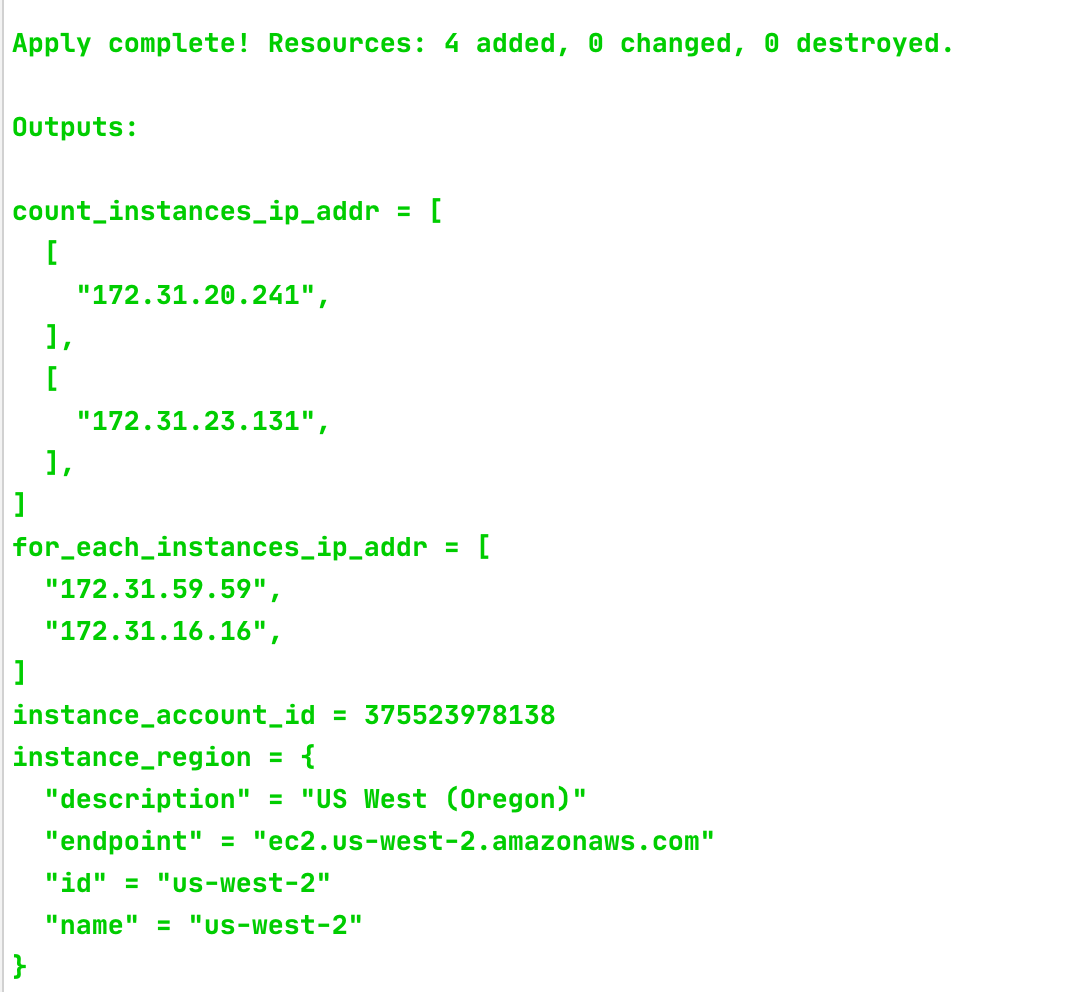 Apply complete! Resources: 4 added, 0 changed, 0 destroyed.
Outputs:
count_instances_ip_addr = [
  [
    "172.31.20.241",
  ],
  [
    "172.31.23.131",
  ],
]
for_each_instances_ip_addr = [
  "172.31.59.59",
  "172.31.16.16",
]
instance_account_id = 375523978138
instance_region = {
  "description" = "US West (Oregon)"
  "endpoint" = "ec2.us-west-2.amazonaws.com"
  "id" = "us-west-2"
  "name" = "us-west-2"
}